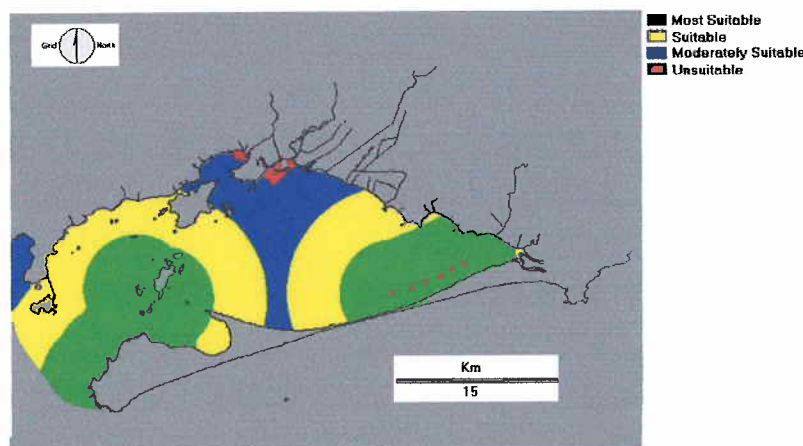 Grid North
Most Suitable
Suitable
Moderately Suitable
Unsuitable
Km
15